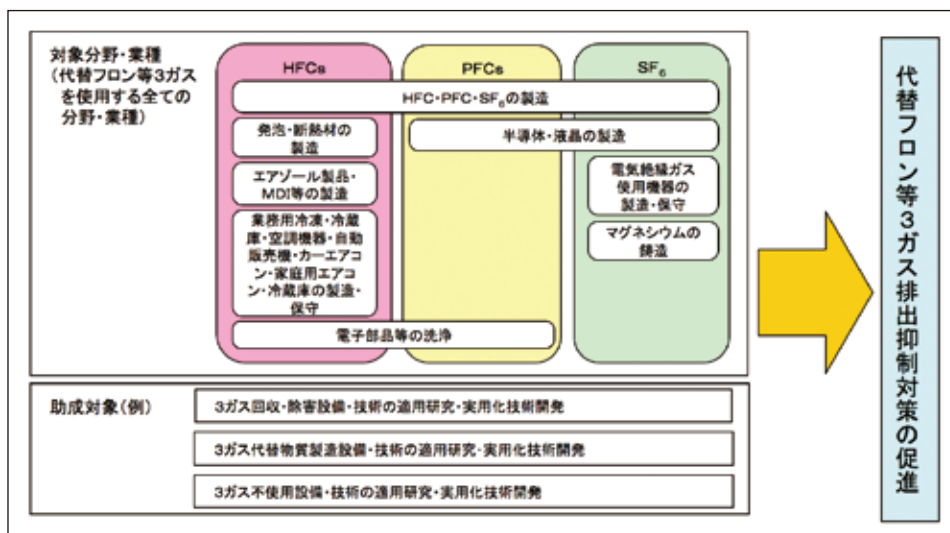 対象分野・業種
(代替フロン等3ガス
を使用する全ての
分野・業種)
HFCs
PFCs
SF₆
HFC・PFC・SF₆の製造
発泡・断熱材の
製造
半導体・液晶の製造
エアゾール製品・
MDI等の製造
電気絶縁ガス
使用機器の
製造・保守
業務用冷凍・冷蔵
庫・空調機器・自動
販売機・カーエアコ
ン・家庭用エアコ
ン・冷蔵庫の製造・
保守
マグネシウムの
鋳造
電子部品等の洗浄
助成対象(例)
3ガス回収・除害設備・技術の適用研究・実用化技術開発
3ガス代替物質製造設備・技術の適用研究・実用化技術開発
3ガス不使用設備・技術の適用研究・実用化技術開発
代替フロン等3ガス排出抑制対策の促進